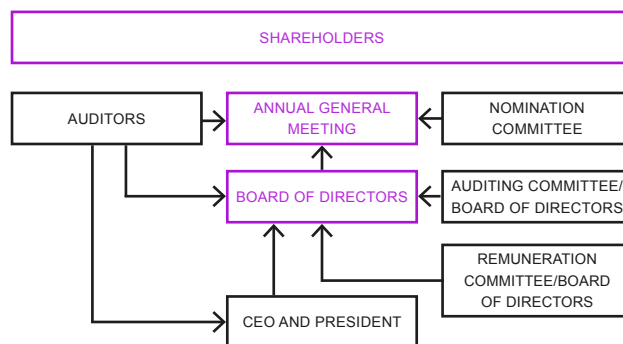 SHAREHOLDERS
AUDITORS
ANNUAL GENERAL
MEETING
NOMINATION
COMMITTEE
BOARD OF DIRECTORS
AUDITING COMMITTEE/
BOARD OF DIRECTORS
REMUNERATION
COMMITTEE/BOARD
OF DIRECTORS
CEO AND PRESIDENT